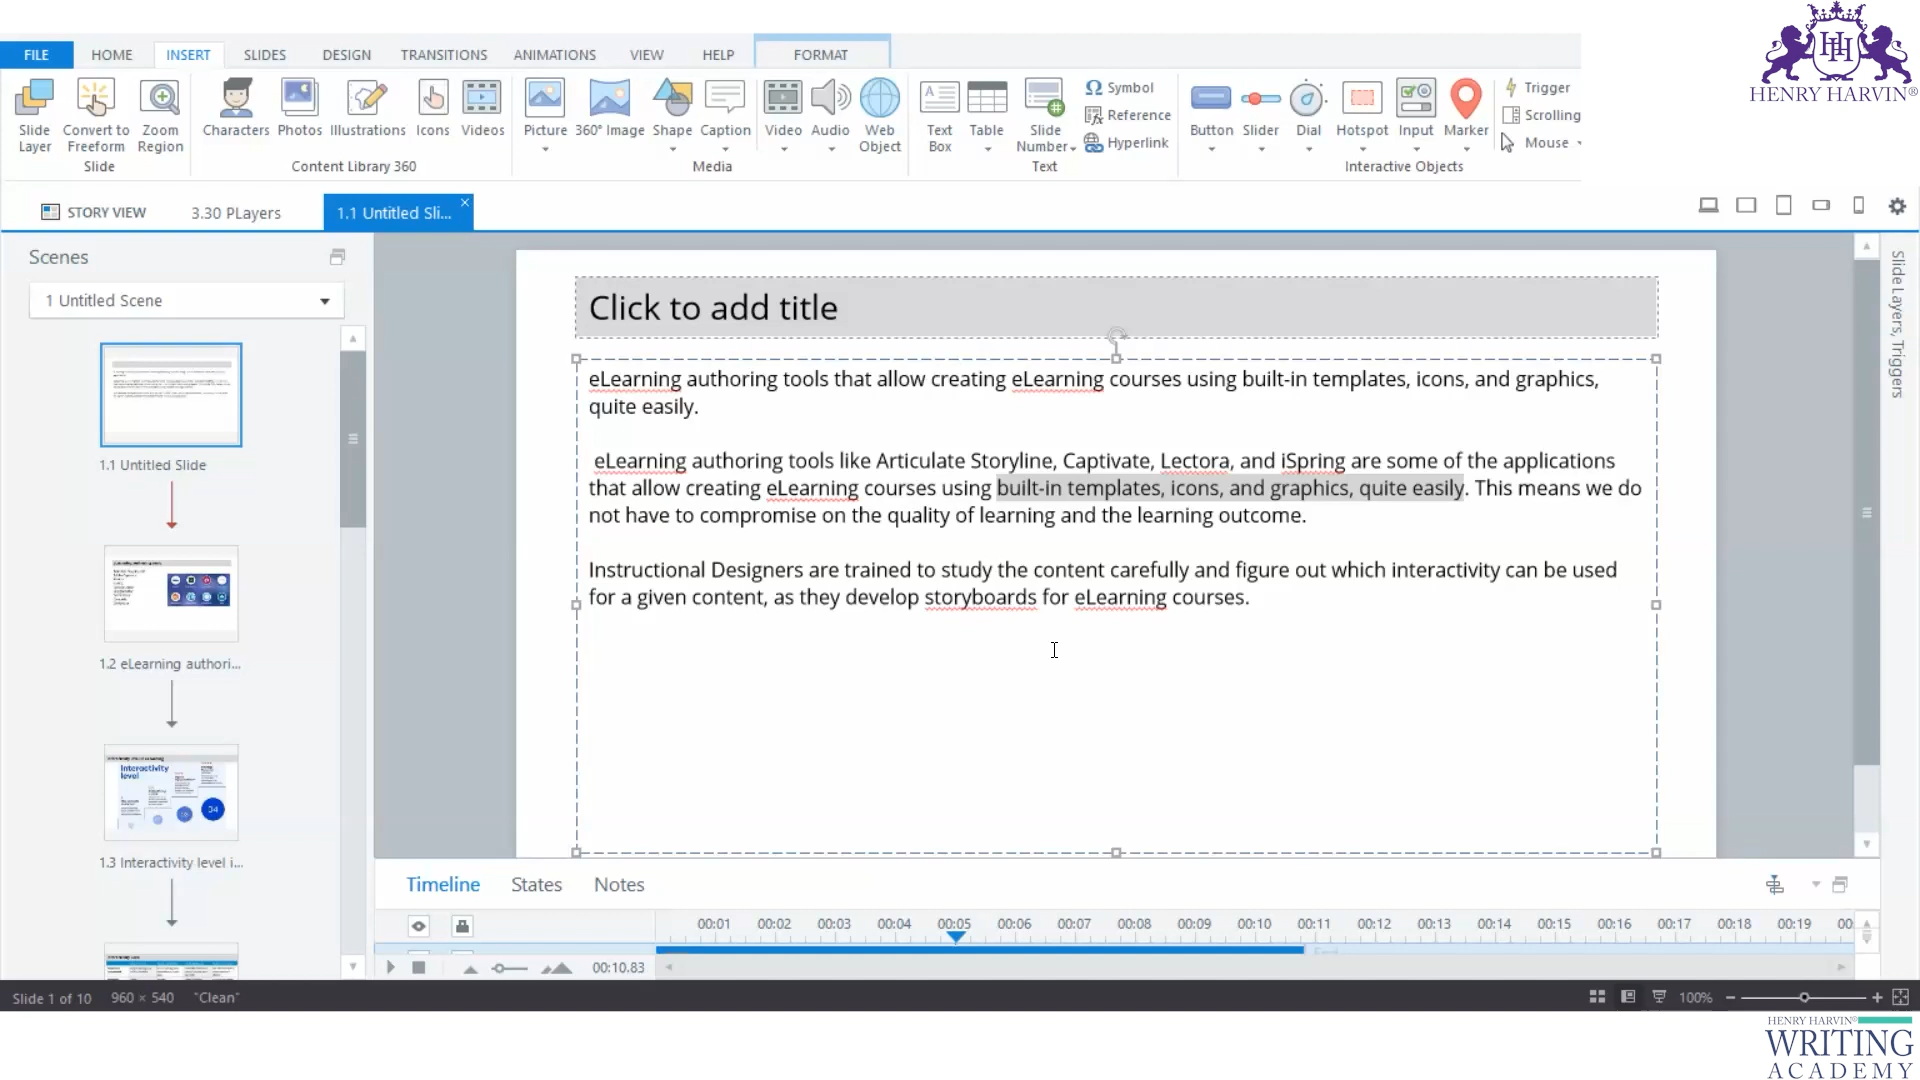 HENRY HARVIN®
FILE HOME INSERT SLIDES DESIGN TRANSITIONS ANIMATIONS VIEW HELP FORMAT
Slide Layer
Convert to Freeform
Zoom Region
Slide
Characters
Photos
Illustrations
Icons
Videos
Content Library 360
Picture
360° Image
Shape
Caption
Video
Audio
Web Object
Media
Text Box
Table
Slide Number
Symbol
Reference
Hyperlink
Text
Button
Slider
Dial
Hotspot
Input
Marker
Interactive Objects
Trigger
Scrolling
Mouse
STORY VIEW
3.30 PLayers
1.1 Untitled Sli...
Scenes
1 Untitled Scene
1.1 Untitled Slide
1.2 eLearning authori...
Interactivity level
04
1.3 Interactivity level i...
Click to add title
eLearning authoring tools that allow creating eLearning courses using built-in templates, icons, and graphics,
quite easily.
eLearning authoring tools like Articulate Storyline, Captivate, Lectora, and iSpring are some of the applications
that allow creating eLearning courses using built-in templates, icons, and graphics, quite easily. This means we do
not have to compromise on the quality of learning and the learning outcome.
Instructional Designers are trained to study the content carefully and figure out which interactivity can be used
for a given content, as they develop storyboards for eLearning courses.
Slide Layers, Triggers
Timeline States Notes
00:01 00:02 00:03 00:04 00:05 00:06 00:07 00:08 00:09 00:10 00:11 00:12 00:13 00:14 00:15 00:16 00:17 00:18 00:19 00:
00:10.83
Slide 1 of 10 960 × 540 "Clean" 100%
HENRY HARVIN®
WRITING
ACADEMY